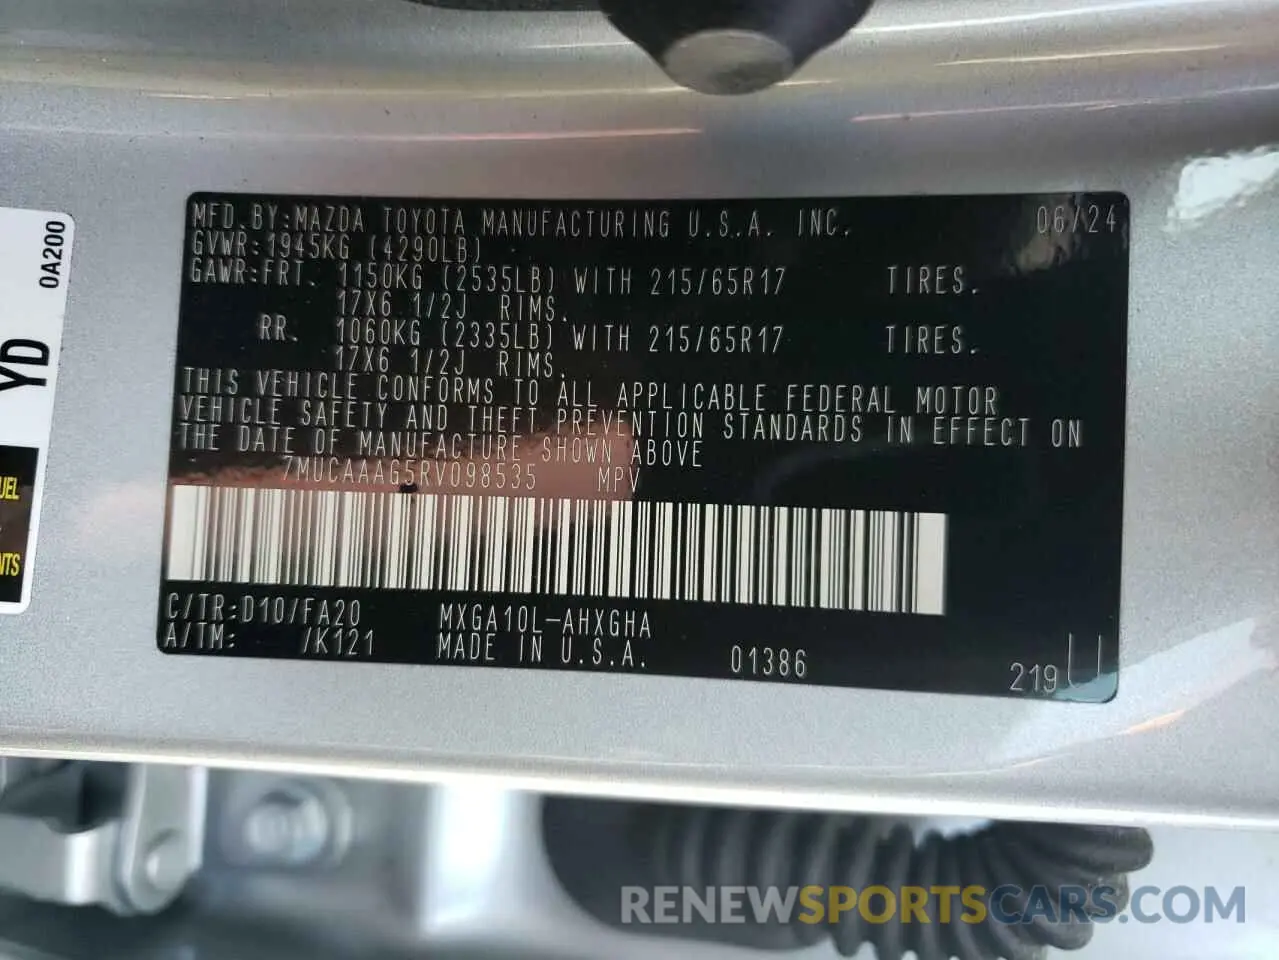 MFD.BY:MAZDA TOYOTA MANUFACTURING U.S.A. INC. 06/24
GVWR:1945KG (4290LB)
GAWR:FRT. 1150KG (2535LB) WITH 215/65R17 TIRES.
17X6 1/2J RIMS.
RR. 1060KG (2335LB) WITH 215/65R17 TIRES.
17X6 1/2J RIMS.
THIS VEHICLE CONFORMS TO ALL APPLICABLE FEDERAL MOTOR
VEHICLE SAFETY AND THEFT PREVENTION STANDARDS IN EFFECT ON
THE DATE OF MANUFACTURE SHOWN ABOVE
7MUCAAAG5RV098535 MPV
C/TR:D10/FA20 MXGA10L-AHXGHA
A/TM: /K121 MADE IN U.S.A. 01386 219
0A200
YD
RENEWSPORTSCARS.COM